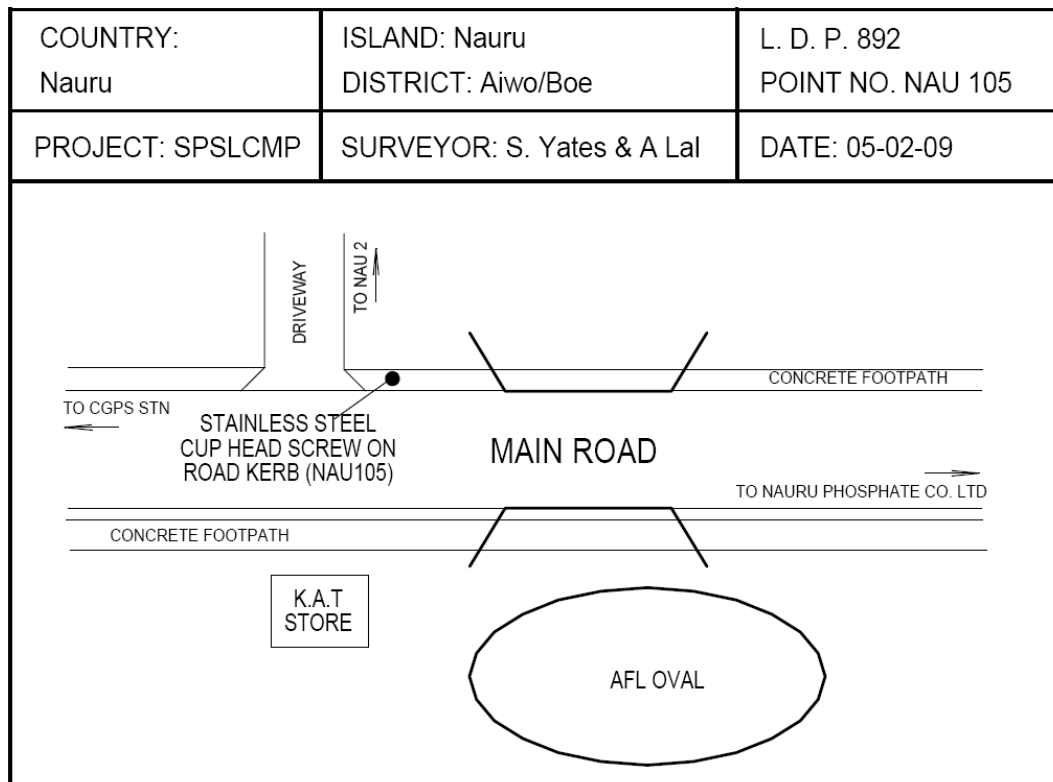 COUNTRY:
Nauru
ISLAND: Nauru
DISTRICT: Aiwo/Boe
L. D. P. 892
POINT NO. NAU 105
PROJECT: SPSLCMP
SURVEYOR: S. Yates & A Lal
DATE: 05-02-09
DRIVEWAY
TO NAU 2
CONCRETE FOOTPATH
TO CGPS STN
STAINLESS STEEL
CUP HEAD SCREW ON
ROAD KERB (NAU105)
MAIN ROAD
TO NAURU PHOSPHATE CO. LTD
CONCRETE FOOTPATH
K.A.T
STORE
AFL OVAL